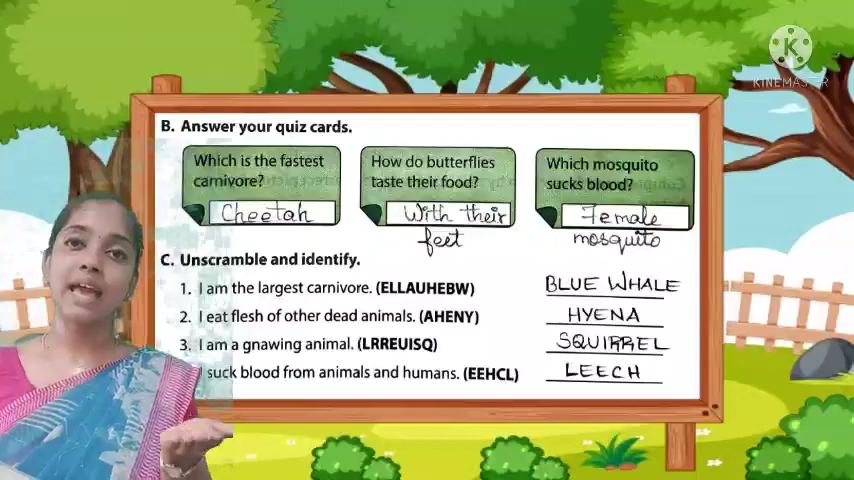 K
KINEMASTER
B. Answer your quiz cards.
Which is the fastest
carnivore?
Cheetah
How do butterflies
taste their food?
With their
feet
Which mosquito
sucks blood?
Female
mosquito
C. Unscramble and identify.
1. I am the largest carnivore. (ELLAUHEBW) BLUE WHALE
2. I eat flesh of other dead animals. (AHENY) HYENA
3. I am a gnawing animal. (LRREUISQ) SQUIRREL
I suck blood from animals and humans. (EEHCL) LEECH